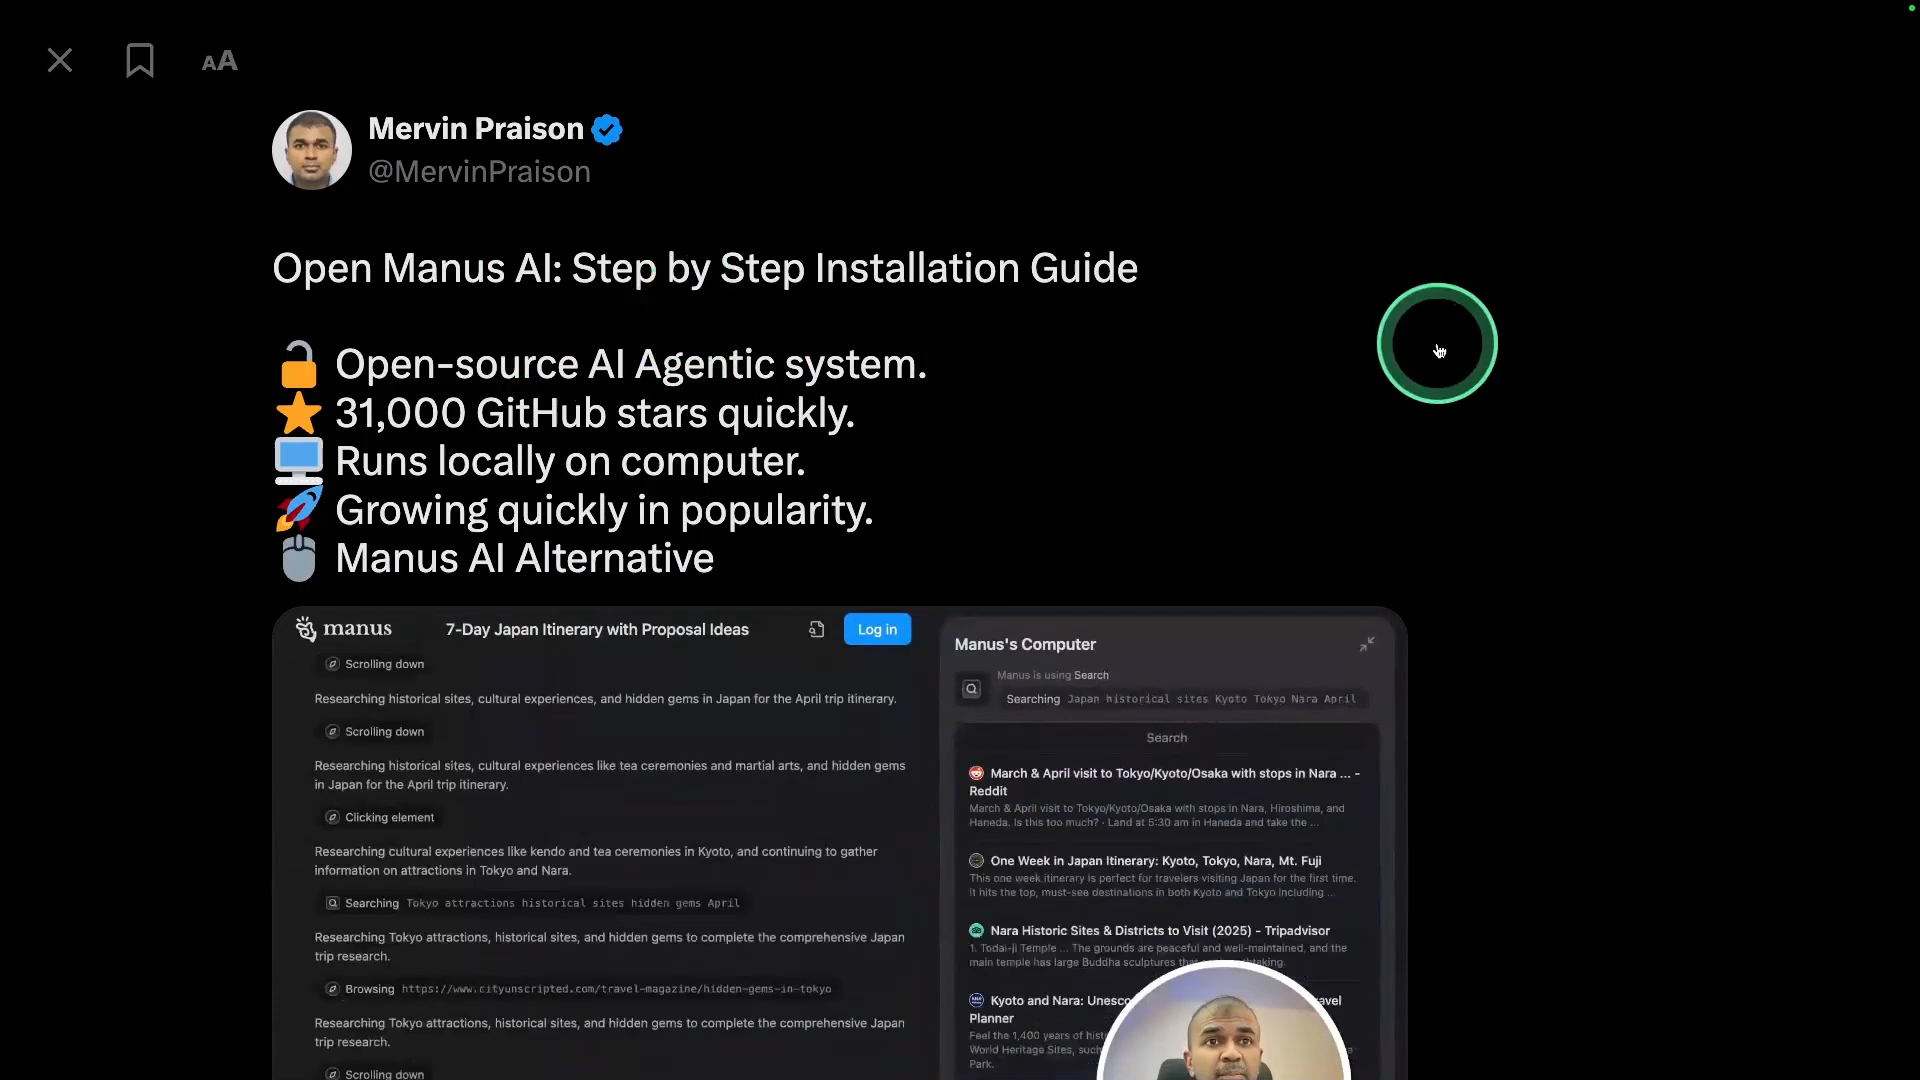 AA
Mervin Praison
@MervinPraison
Open Manus AI: Step by Step Installation Guide
Open-source AI Agentic system.
31,000 GitHub stars quickly.
Runs locally on computer.
Growing quickly in popularity.
Manus AI Alternative
manus
7-Day Japan Itinerary with Proposal Ideas
Log in
Scrolling down
Researching historical sites, cultural experiences, and hidden gems in Japan for the April trip itinerary.
Scrolling down
Researching historical sites, cultural experiences like tea ceremonies and martial arts, and hidden gems
in Japan for the April trip itinerary.
Clicking element
Researching cultural experiences like kendo and tea ceremonies in Kyoto, and continuing to gather
information on attractions in Tokyo and Nara.
Searching Tokyo attractions historical sites hidden gems April
Researching Tokyo attractions, historical sites, and hidden gems to complete the comprehensive Japan
trip research.
Browsing https://www.cityunscripted.com/travel-magazine/hidden-gems-in-tokyo
Researching Tokyo attractions, historical sites, and hidden gems to complete the comprehensive Japan
trip research.
Scrolling down
Manus's Computer
Manus is using Search
Searching Japan historical sites Kyoto Tokyo Nara April
Search
March & April visit to Tokyo/Kyoto/Osaka with stops in Nara ... -
Reddit
March & April visit to Tokyo/Kyoto/Osaka with stops in Nara, Hiroshima, and
Haneda. Is this too much? · Land at 5:30 am in Haneda and take the ...
One Week in Japan Itinerary: Kyoto, Tokyo, Nara, Mt. Fuji
This one week itinerary is perfect for travelers visiting Japan for the first time.
It hits the top, must-see destinations in both Kyoto and Tokyo including ...
Nara Historic Sites & Districts to Visit (2025) - Tripadvisor
1. Todai-ji Temple ... The grounds are peaceful and well-maintained, and the
main temple has large Buddha sculptures that
Kyoto and Nara: Unesco
Planner
Feel the 1,400 years of
World Heritage Sites,
Park.